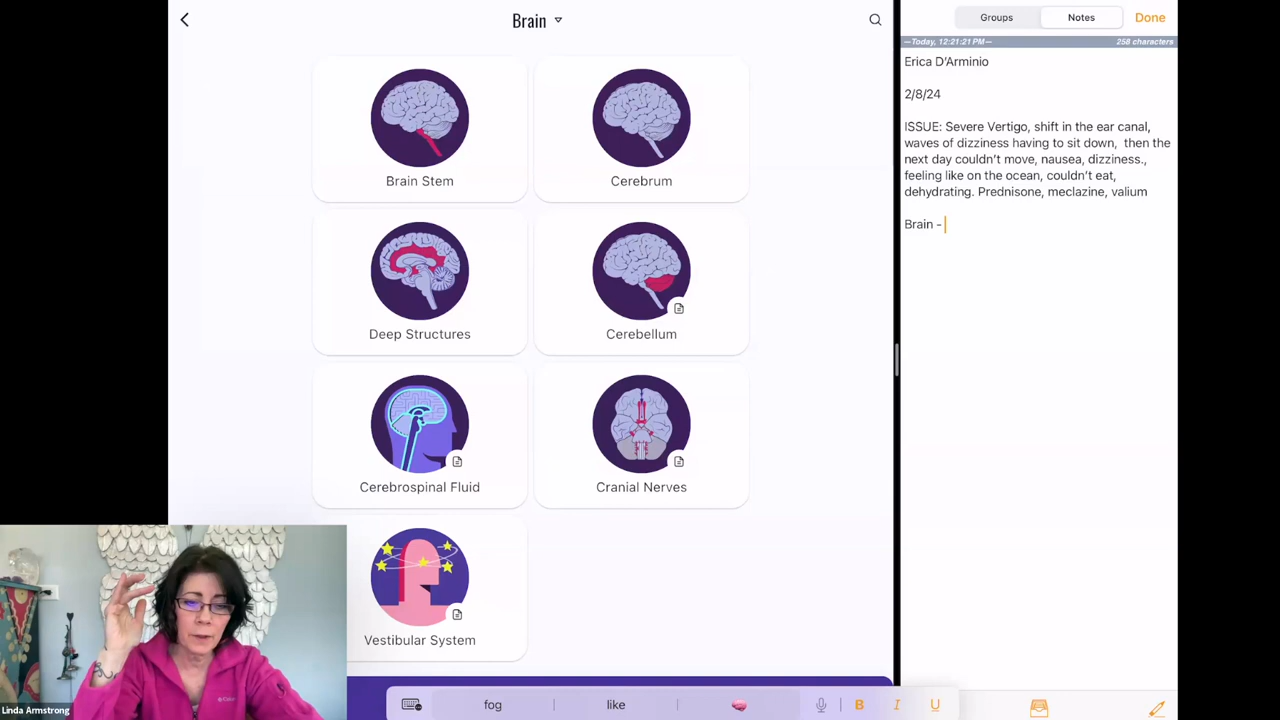 Brain
Brain Stem
Cerebrum
Deep Structures
Cerebellum
Cerebrospinal Fluid
Cranial Nerves
Vestibular System
fog
like
B
I
U
Linda Armstrong
Groups
Notes
Done
—Today, 12:21:21 PM—
258 characters
Erica D’Arminio
2/8/24
ISSUE: Severe Vertigo, shift in the ear canal,
waves of dizziness having to sit down,  then the
next day couldn’t move, nausea, dizziness.,
feeling like on the ocean, couldn’t eat,
dehydrating. Prednisone, meclazine, valium
Brain -